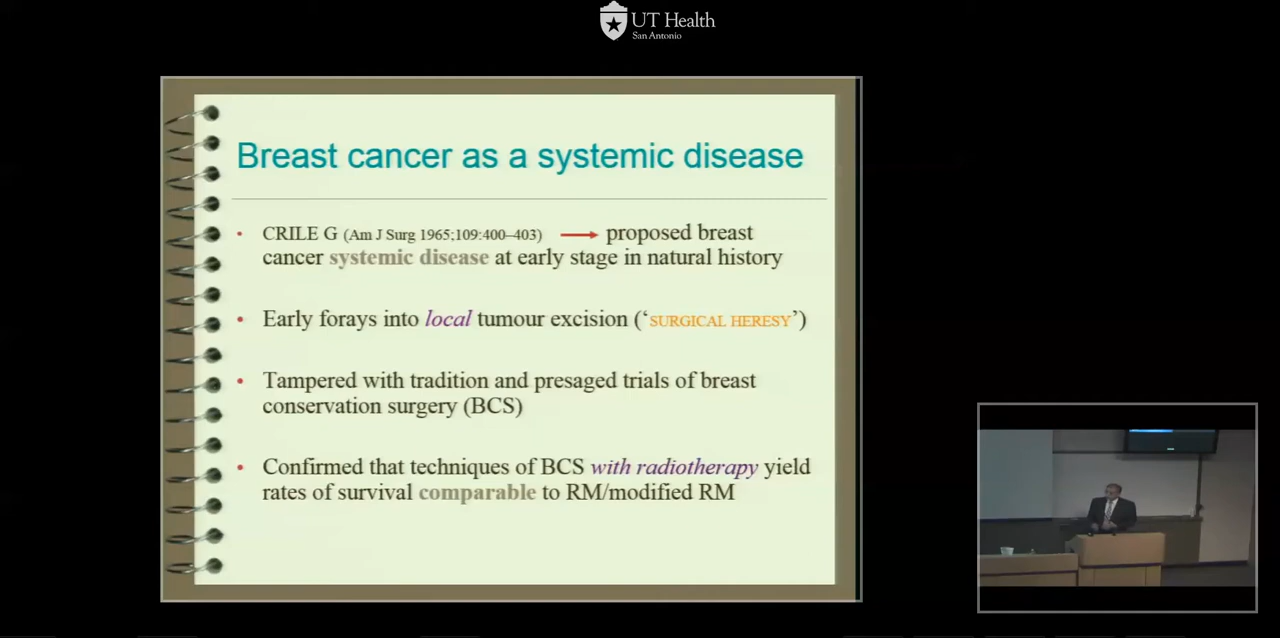 UT Health
San Antonio
Breast cancer as a systemic disease
• CRILE G (Am J Surg 1965;109:400–403) → proposed breast
cancer systemic disease at early stage in natural history
• Early forays into local tumour excision (‘SURGICAL HERESY’)
• Tampered with tradition and presaged trials of breast
conservation surgery (BCS)
• Confirmed that techniques of BCS with radiotherapy yield
rates of survival comparable to RM/modified RM